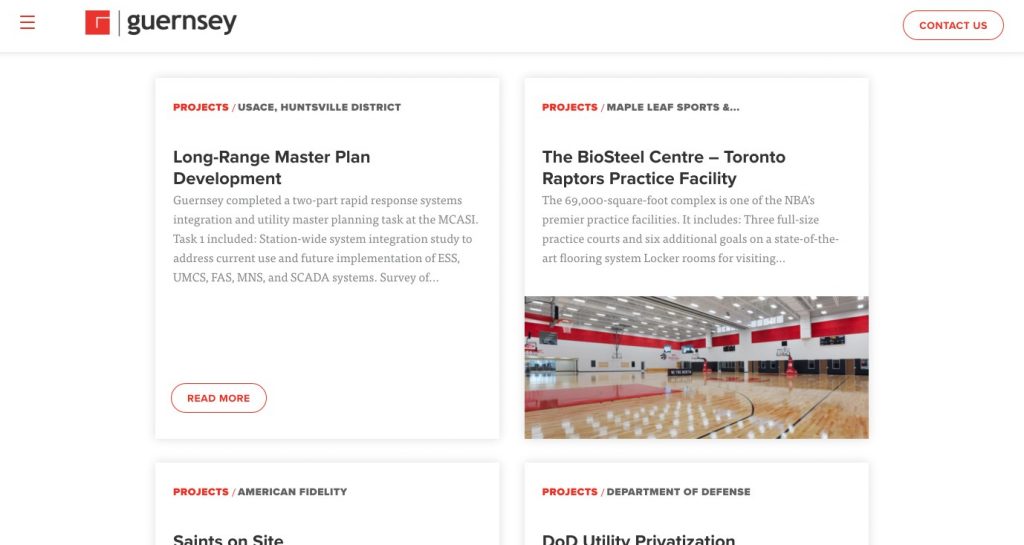 guernsey
CONTACT US
PROJECTS / USACE, HUNTSVILLE DISTRICT
Long-Range Master Plan
Development
Guernsey completed a two-part rapid response systems
integration and utility master planning task at the MCASI.
Task 1 included: Station-wide system integration study to
address current use and future implementation of ESS,
UMCS, FAS, MNS, and SCADA systems. Survey of...
READ MORE
PROJECTS / MAPLE LEAF SPORTS &...
The BioSteel Centre – Toronto
Raptors Practice Facility
The 69,000-square-foot complex is one of the NBA's
premier practice facilities. It includes: Three full-size
practice courts and six additional goals on a state-of-the-
art flooring system Locker rooms for visiting...
WE THE NORTH
PROJECTS / AMERICAN FIDELITY
Saints on Site
PROJECTS / DEPARTMENT OF DEFENSE
DoD Utility Privatization